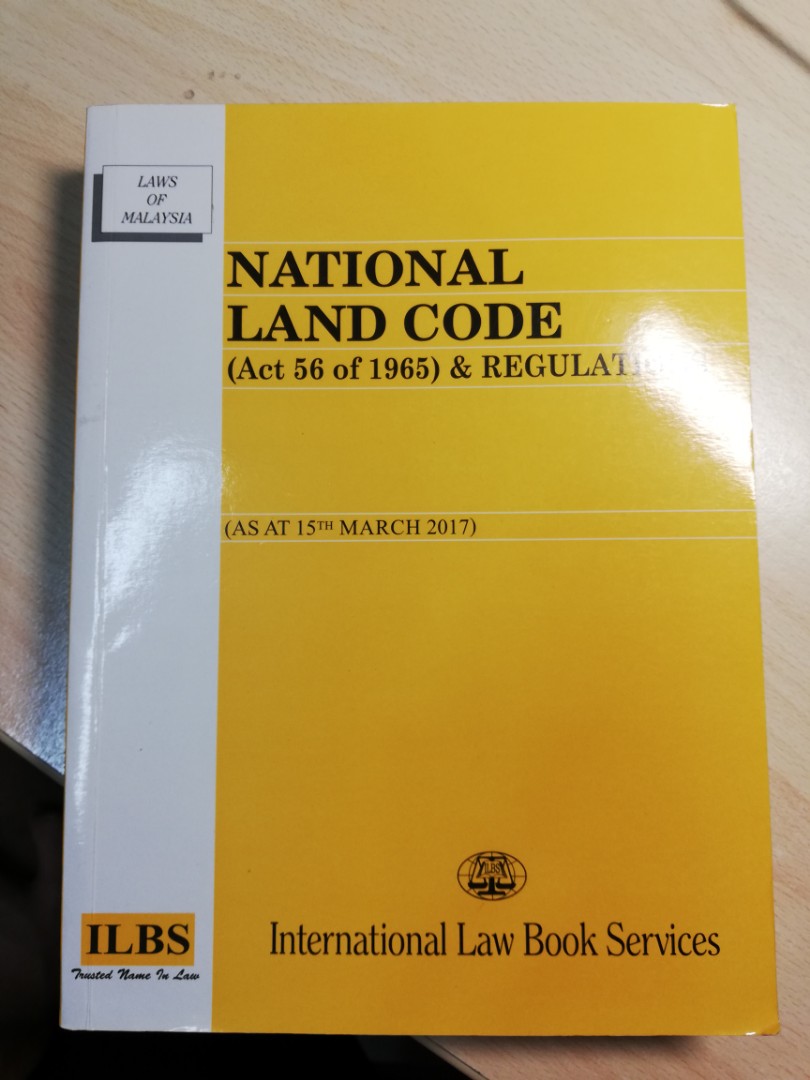 LAWS
OF
MALAYSIA
NATIONAL
LAND CODE
(Act 56 of 1965) & REGULATIONS
(AS AT 15TH MARCH 2017)
ILBS
International Law Book Services
ILBS
Trusted Name In Law